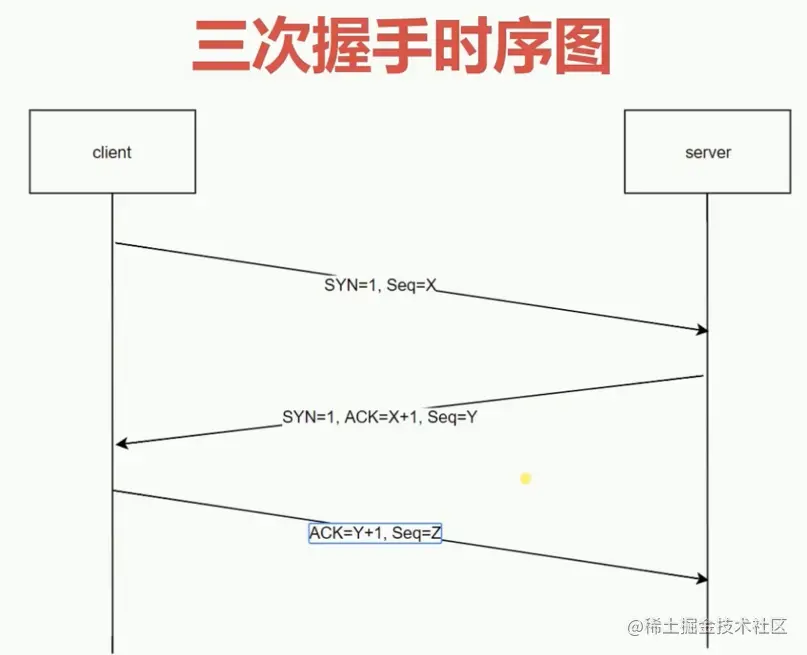 三次握手时序图
client
server
SYN=1, Seq=X
SYN=1, ACK=X+1, Seq=Y
ACK=Y+1, Seq=Z
@稀土掘金技术社区